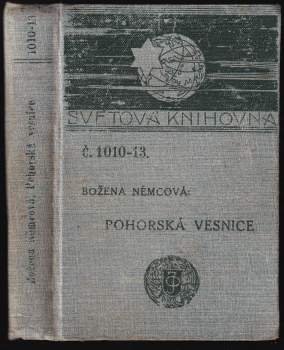 1010-13
Božena Němcová: Pohorská vesnice
SVĚTOVÁ KNIHOVNA
Č. 1010-13.
BOŽENA NĚMCOVÁ:
POHORSKÁ VESNICE